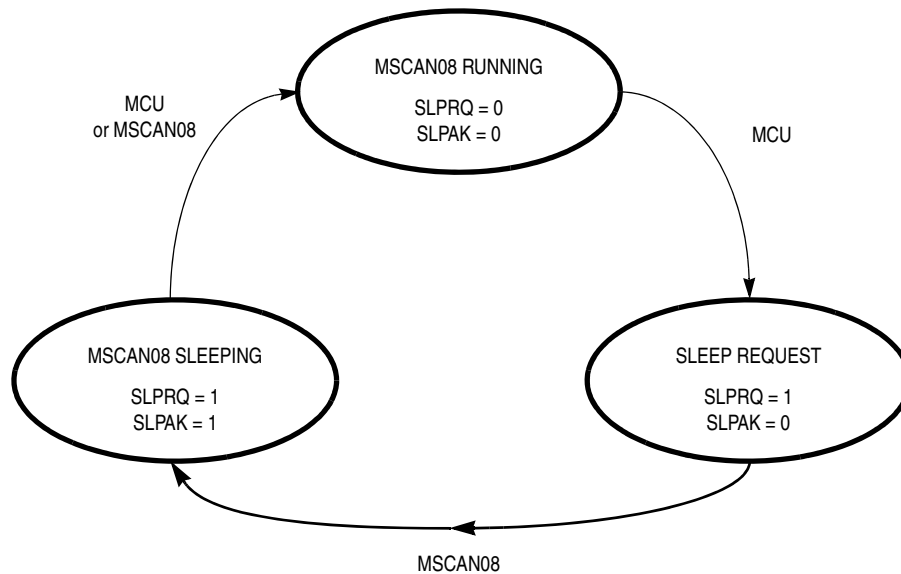 MSCAN08 RUNNING
SLPRQ = 0
SLPAK = 0
MCU
or MSCAN08
MCU
MSCAN08 SLEEPING
SLPRQ = 1
SLPAK = 1
SLEEP REQUEST
SLPRQ = 1
SLPAK = 0
MSCAN08